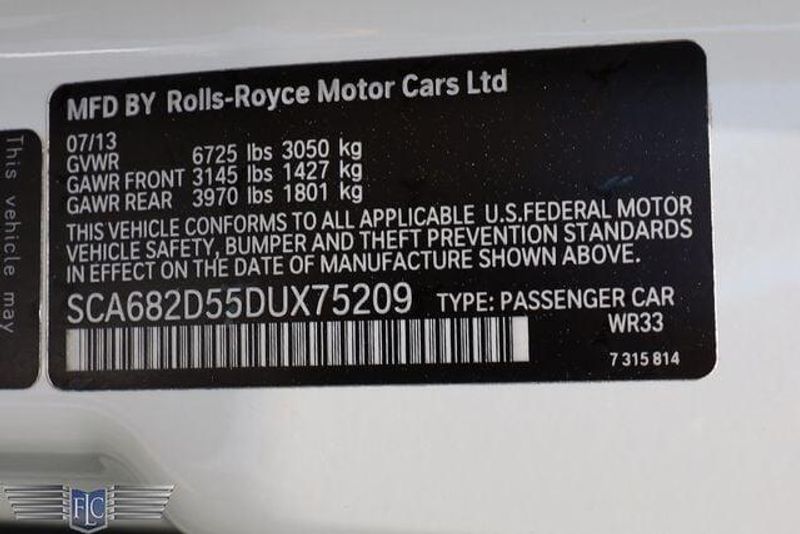 MFD BY Rolls-Royce Motor Cars Ltd
07/13
GVWR 6725 lbs 3050 kg
GAWR FRONT 3145 lbs 1427 kg
GAWR REAR 3970 lbs 1801 kg
THIS VEHICLE CONFORMS TO ALL APPLICABLE U.S.FEDERAL MOTOR
VEHICLE SAFETY, BUMPER AND THEFT PREVENTION STANDARDS
IN EFFECT ON THE DATE OF MANUFACTURE SHOWN ABOVE.
SCA682D55DUX75209 TYPE: PASSENGER CAR
WR33
7 315 814
This vehicle may
FLC